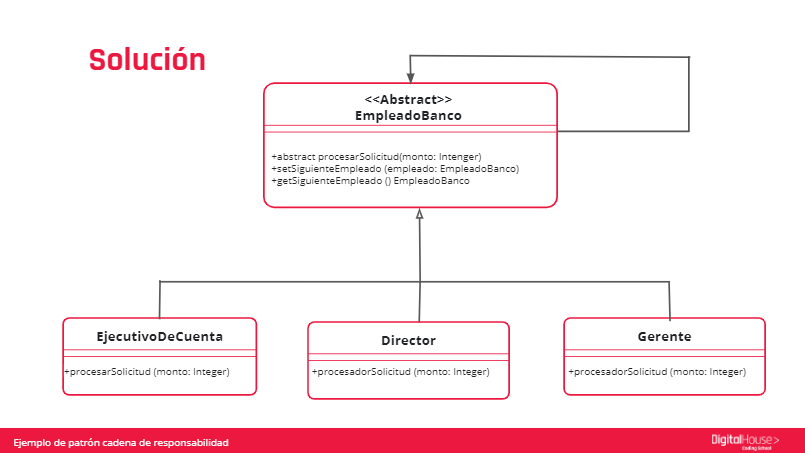 Solución
<<Abstract>>
EmpleadoBanco
+abstract procesarSolicitud(monto: Intenger)
+setSiguienteEmpleado (empleado: EmpleadoBanco)
+getSiguienteEmpleado () EmpleadoBanco
EjecutivoDeCuenta
+procesarSolicitud (monto: Integer)
Director
+procesadorSolicitud (monto: Integer)
Gerente
+procesadorSolicitud (monto: Integer)
Ejemplo de patrón cadena de responsabilidad
DigitalHouse>
Coding School